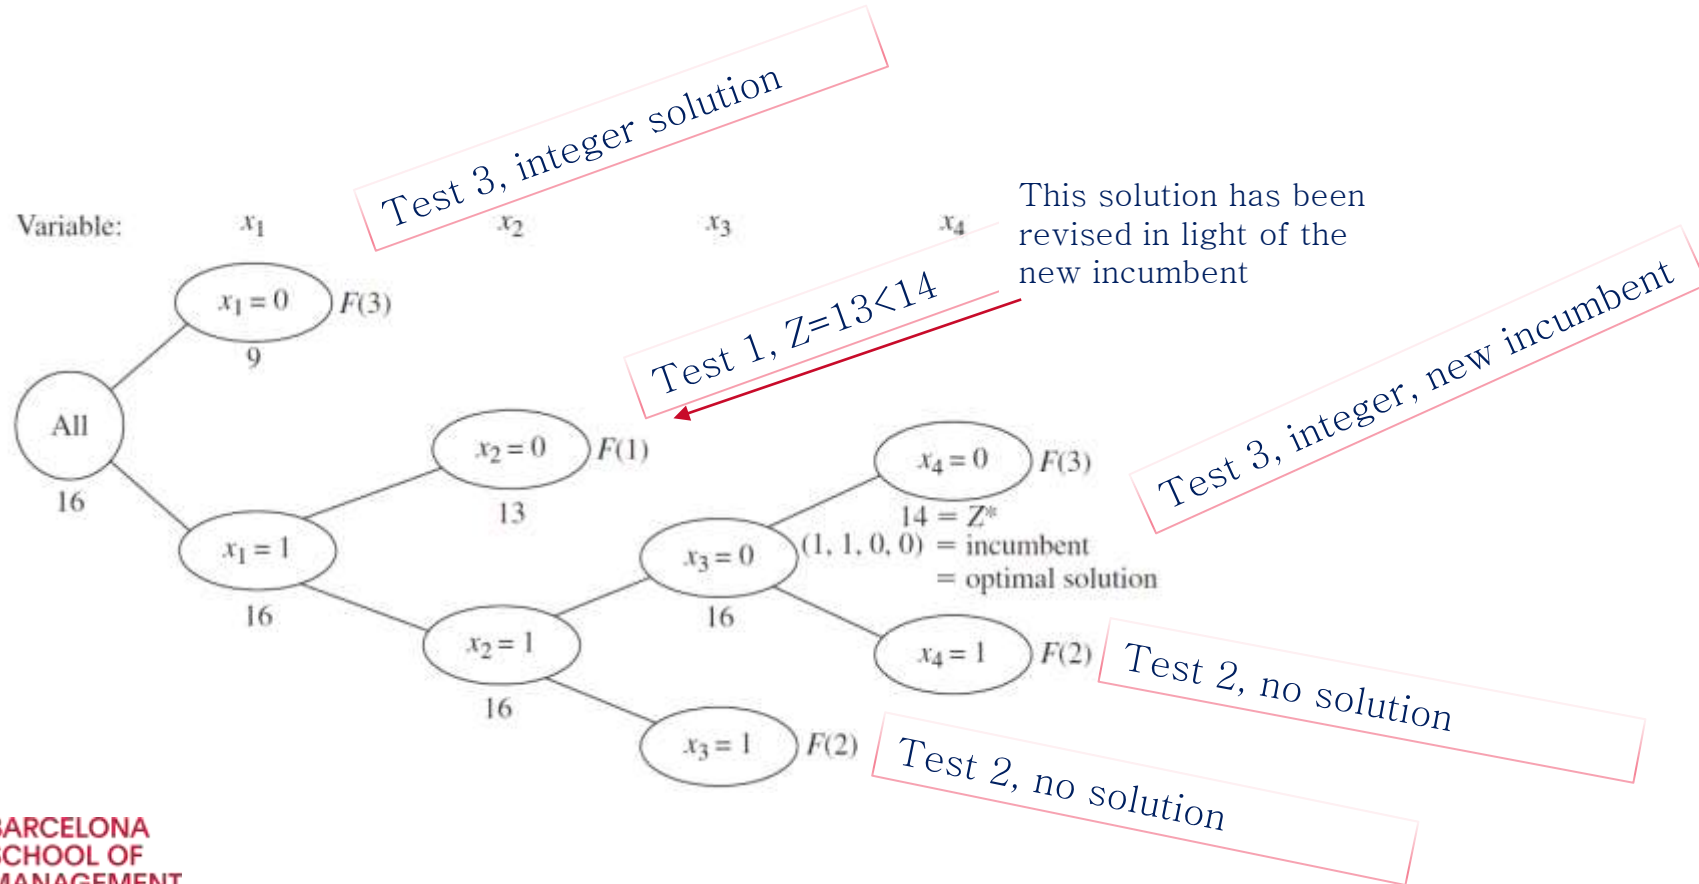 Test 3, integer solution
This solution has been
revised in light of the
new incumbent
Variable: x₁ x₂ x₃ x₄
Test 1, Z=13<14
Test 3, integer, new incumbent
x₁ = 0 F(3)
9
All
16
x₂ = 0 F(1)
13
x₄ = 0 F(3)
14 = Z*
(1, 1, 0, 0) = incumbent
= optimal solution
x₁ = 1
16
x₃ = 0
16
x₂ = 1
16
x₄ = 1 F(2)
Test 2, no solution
x₃ = 1 F(2)
Test 2, no solution
BARCELONA
SCHOOL OF
MANAGEMENT